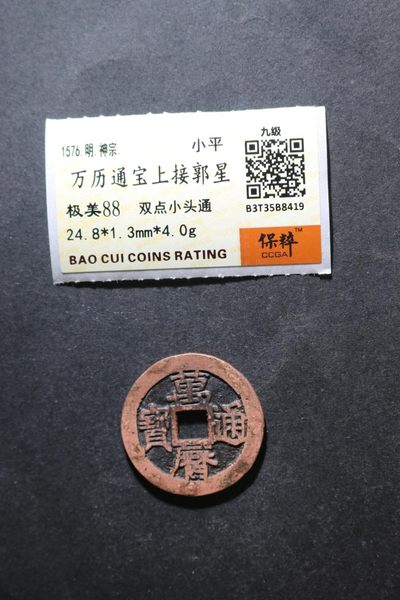 1576.明.神宗. 小平 九级
万历通宝上接郭星
极美88 双点小头通 B3T35B8419
24.8*1.3mm*4.0g 保粹™
BAO CUI COINS RATING CCGA
萬曆通寶